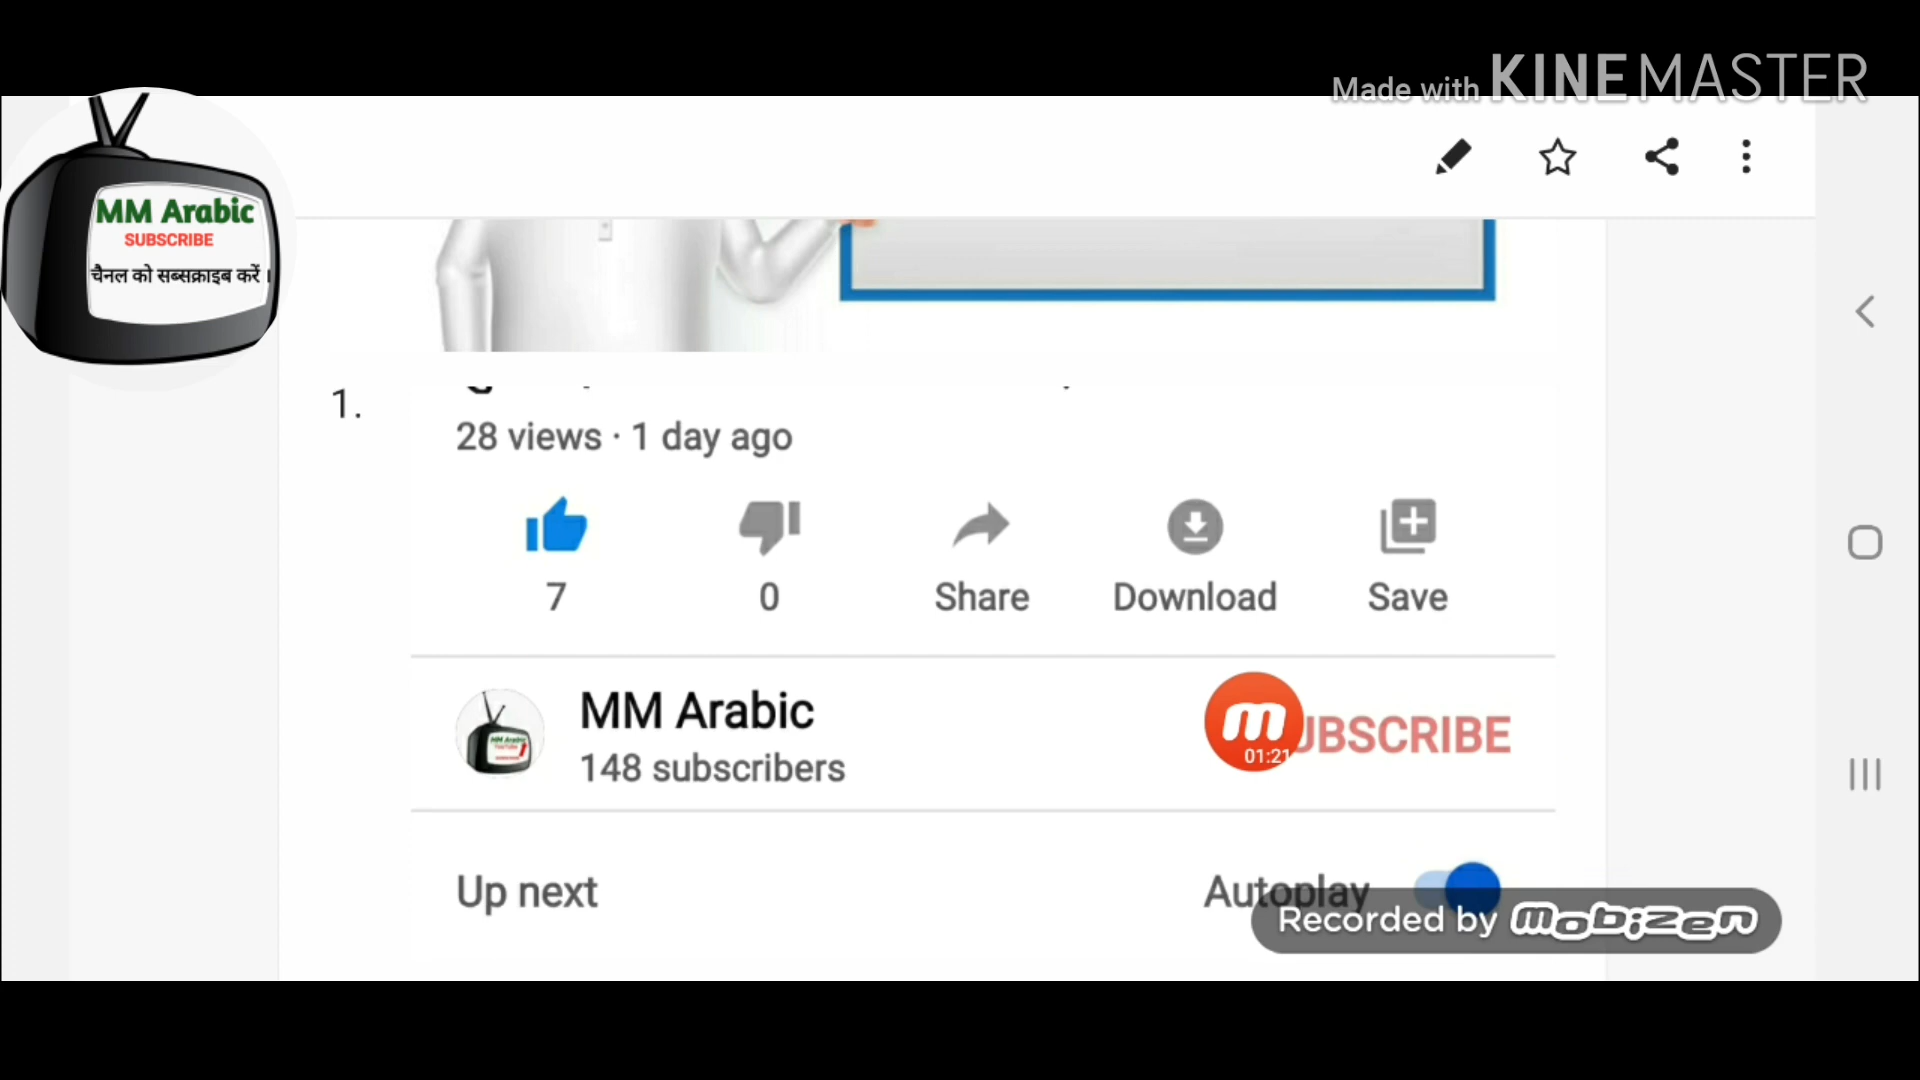 Made with KINEMASTER
MM Arabic
SUBSCRIBE
चैनल को सब्सक्राइब करें ।
1.
28 views · 1 day ago
7
0
Share
Download
Save
MM Arabic
148 subscribers
m
01:21
UBSCRIBE
Up next
Autoplay
Recorded by mobizen